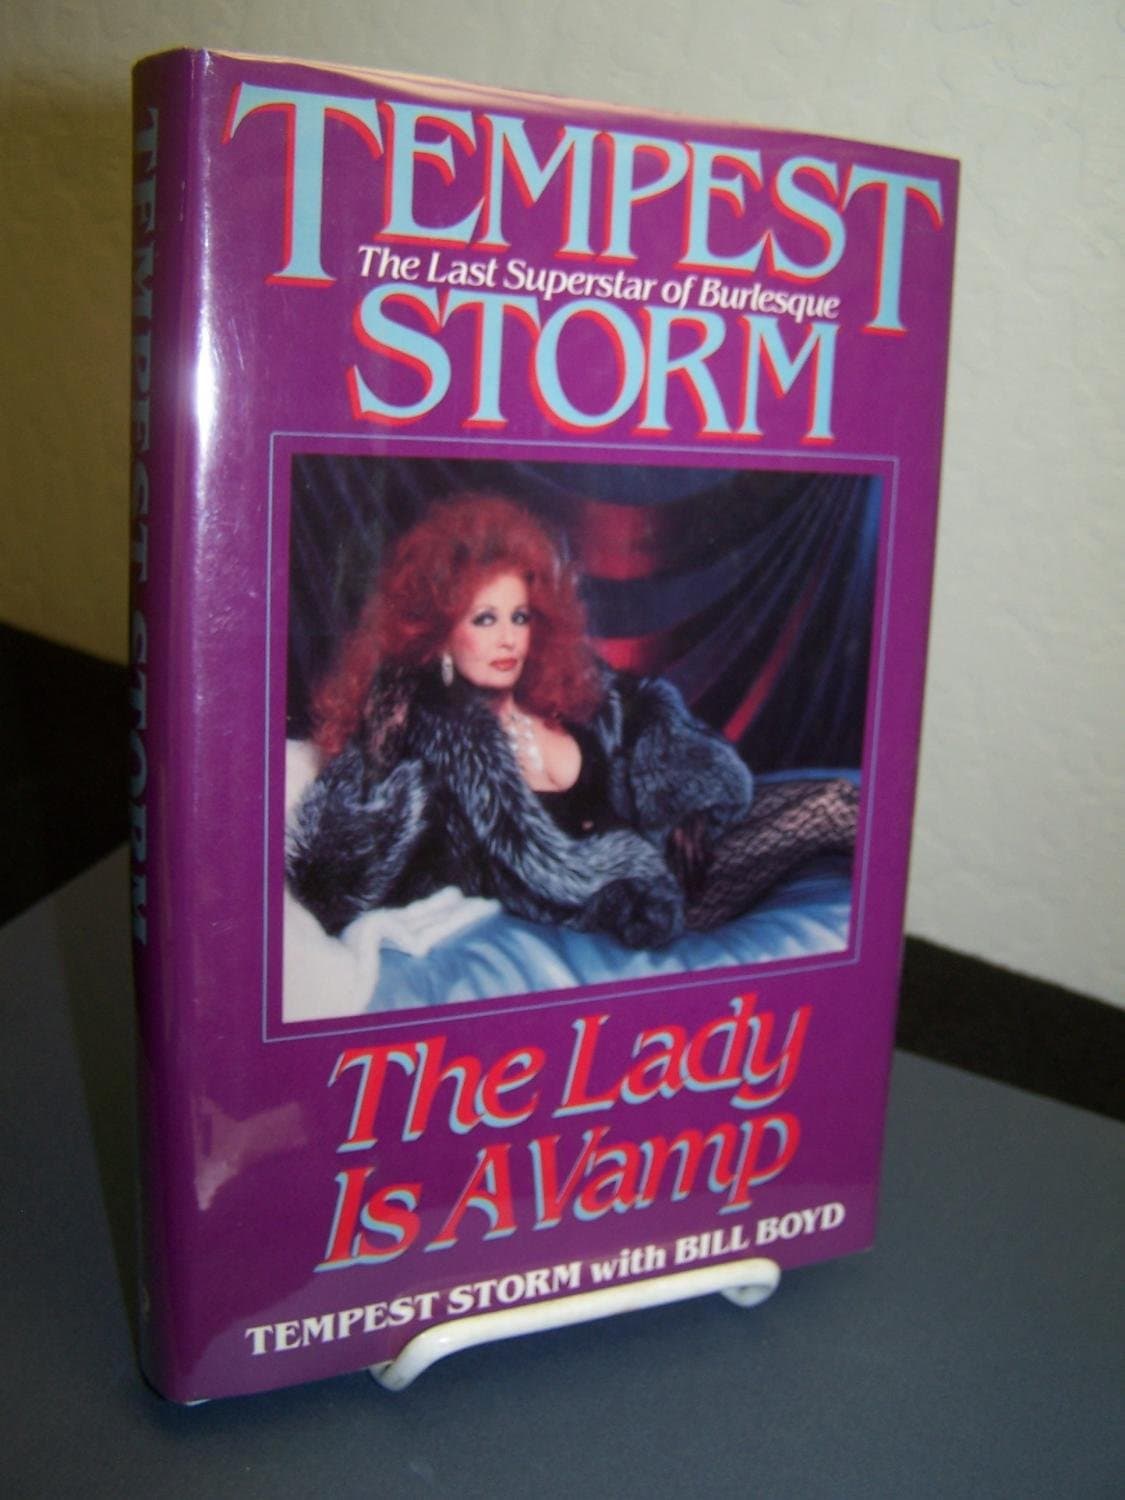 TEMPEST
The Last Superstar of Burlesque
STORM
The Lady
Is A Vamp
TEMPEST STORM with BILL BOYD
TEMPEST STORM